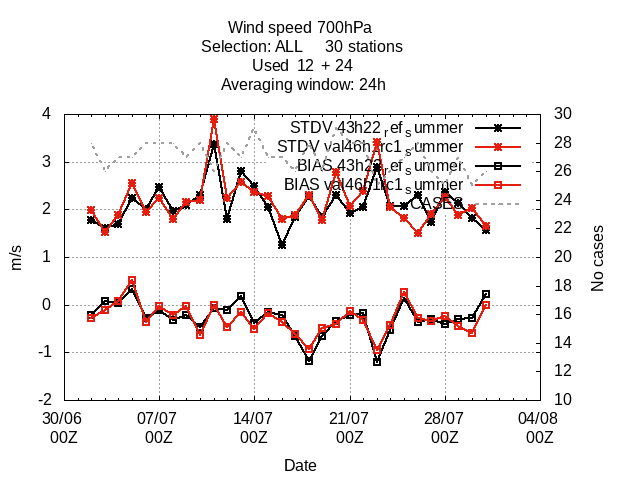 Wind speed 700hPa
Selection: ALL 30 stations
Used 12 + 24
Averaging window: 24h
STDV 43h22_ref_summer
STDV val46h1rc1_summer
BIAS 43h22_ref_summer
BIAS val46h1rc1_summer
CASES
4
3
2
1
0
-1
-2
m/s
30
28
26
24
22
20
18
16
14
12
10
No cases
30/06 07/07 14/07 21/07 28/07 04/08
00Z 00Z 00Z 00Z 00Z 00Z
Date